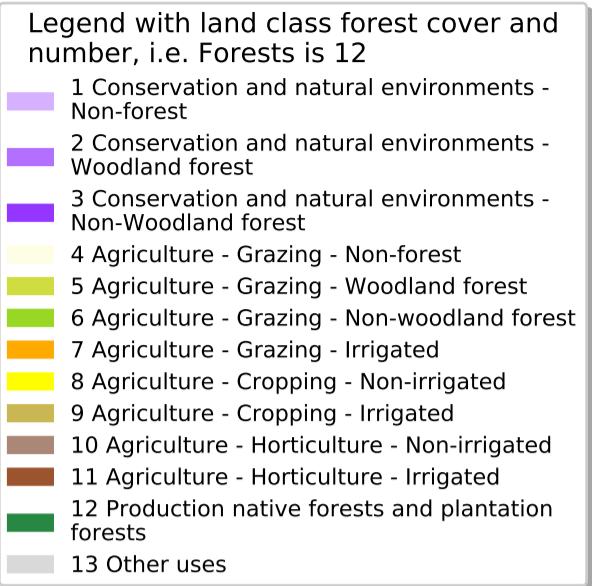 Legend with land class forest cover and
number, i.e. Forests is 12
1 Conservation and natural environments -
Non-forest
2 Conservation and natural environments -
Woodland forest
3 Conservation and natural environments -
Non-Woodland forest
4 Agriculture - Grazing - Non-forest
5 Agriculture - Grazing - Woodland forest
6 Agriculture - Grazing - Non-woodland forest
7 Agriculture - Grazing - Irrigated
8 Agriculture - Cropping - Non-irrigated
9 Agriculture - Cropping - Irrigated
10 Agriculture - Horticulture - Non-irrigated
11 Agriculture - Horticulture - Irrigated
12 Production native forests and plantation
forests
13 Other uses